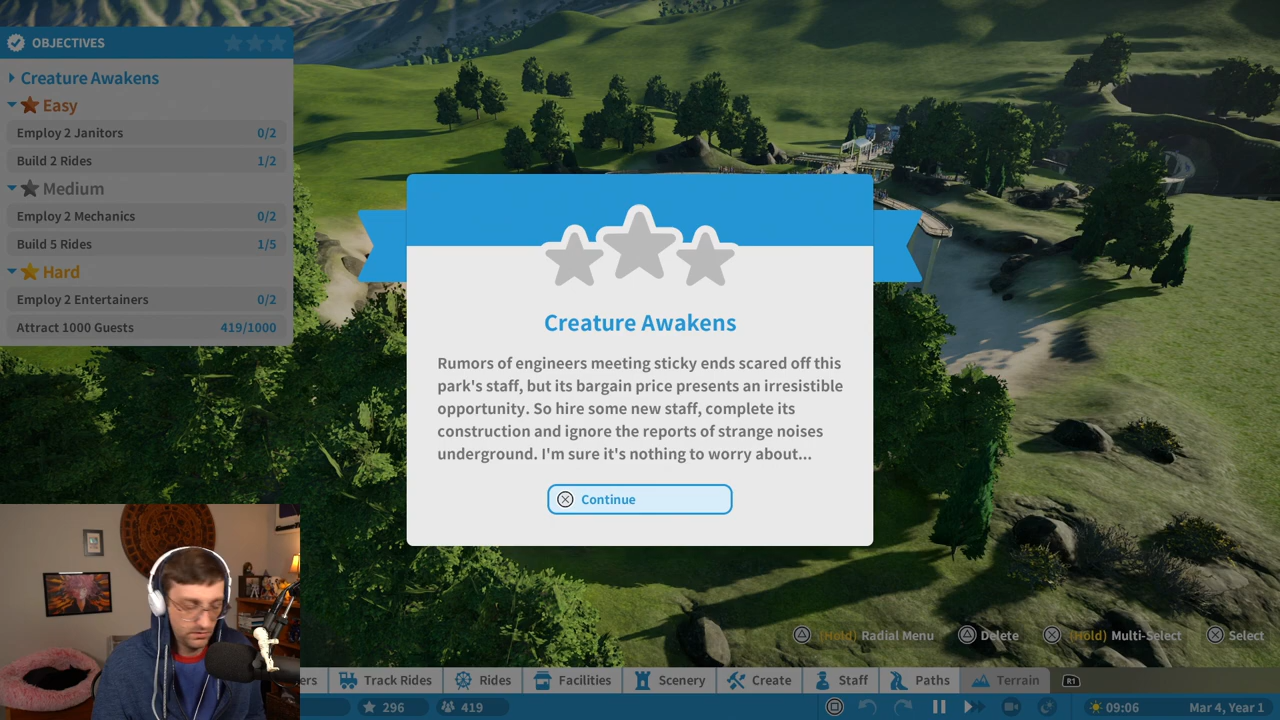 OBJECTIVES
Creature Awakens
Easy
Employ 2 Janitors 0/2
Build 2 Rides 1/2
Medium
Employ 2 Mechanics 0/2
Build 5 Rides 1/5
Hard
Employ 2 Entertainers 0/2
Attract 1000 Guests 419/1000
Creature Awakens
Rumors of engineers meeting sticky ends scared off this
park's staff, but its bargain price presents an irresistible
opportunity. So hire some new staff, complete its
construction and ignore the reports of strange noises
underground. I'm sure it's nothing to worry about...
Continue
(Hold) Radial Menu Delete (Hold) Multi-Select Select
ers Track Rides Rides Facilities Scenery Create Staff Paths Terrain R1
296 419 09:06 Mar 4, Year 1